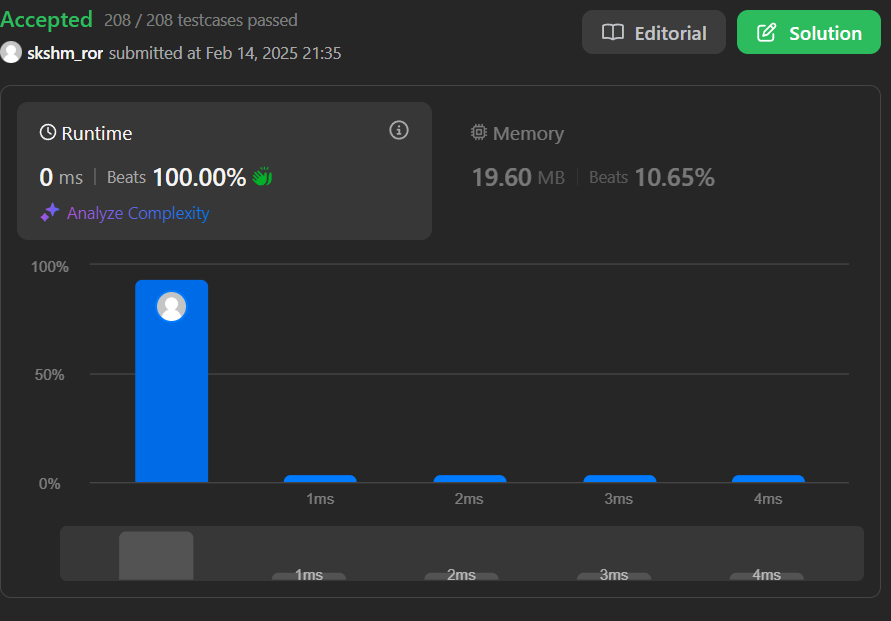 Accepted 208 / 208 testcases passed
Editorial
Solution
skshm_ror submitted at Feb 14, 2025 21:35
Runtime
0 ms | Beats 100.00%
Analyze Complexity
Memory
19.60 MB | Beats 10.65%
100%
50%
0%
1ms 2ms 3ms 4ms
1ms 2ms 3ms 4ms